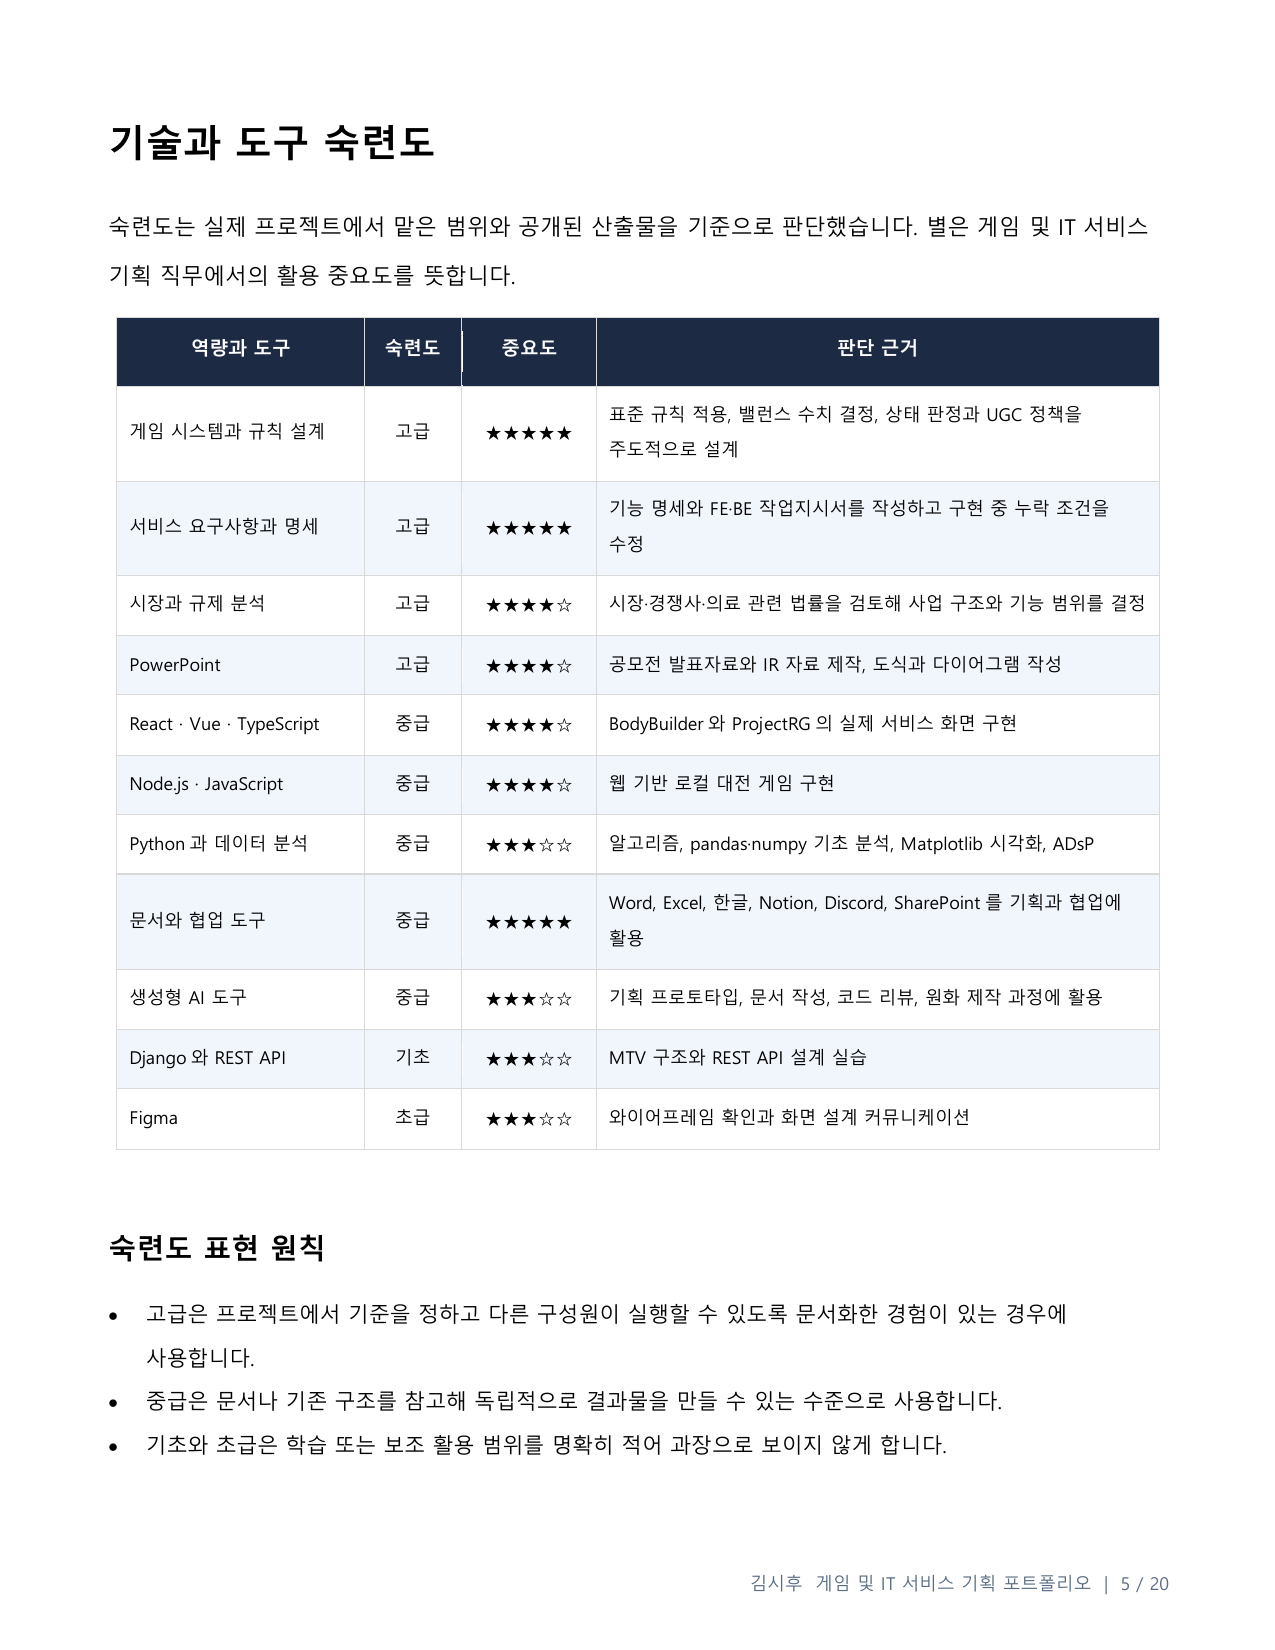 기술과 도구 숙련도
숙련도는 실제 프로젝트에서 맡은 범위와 공개된 산출물을 기준으로 판단했습니다. 별은 게임 및 IT 서비스
기획 직무에서의 활용 중요도를 뜻합니다.
역량과 도구 숙련도 중요도 판단 근거
게임 시스템과 규칙 설계 고급 ★★★★★ 표준 규칙 적용, 밸런스 수치 결정, 상태 판정과 UGC 정책을
주도적으로 설계
서비스 요구사항과 명세 고급 ★★★★★ 기능 명세와 FE·BE 작업지시서를 작성하고 구현 중 누락 조건을
수정
시장과 규제 분석 고급 ★★★★☆ 시장·경쟁사·의료 관련 법률을 검토해 사업 구조와 기능 범위를 결정
PowerPoint 고급 ★★★★☆ 공모전 발표자료와 IR 자료 제작, 도식과 다이어그램 작성
React · Vue · TypeScript 중급 ★★★★☆ BodyBuilder 와 ProjectRG 의 실제 서비스 화면 구현
Node.js · JavaScript 중급 ★★★★☆ 웹 기반 로컬 대전 게임 구현
Python 과 데이터 분석 중급 ★★★☆☆ 알고리즘, pandas·numpy 기초 분석, Matplotlib 시각화, ADsP
문서와 협업 도구 중급 ★★★★★ Word, Excel, 한글, Notion, Discord, SharePoint 를 기획과 협업에
활용
생성형 AI 도구 중급 ★★★☆☆ 기획 프로토타입, 문서 작성, 코드 리뷰, 원화 제작 과정에 활용
Django 와 REST API 기초 ★★★☆☆ MTV 구조와 REST API 설계 실습
Figma 초급 ★★★☆☆ 와이어프레임 확인과 화면 설계 커뮤니케이션
숙련도 표현 원칙
• 고급은 프로젝트에서 기준을 정하고 다른 구성원이 실행할 수 있도록 문서화한 경험이 있는 경우에
사용합니다.
• 중급은 문서나 기존 구조를 참고해 독립적으로 결과물을 만들 수 있는 수준으로 사용합니다.
• 기초와 초급은 학습 또는 보조 활용 범위를 명확히 적어 과장으로 보이지 않게 합니다.
김시후 게임 및 IT 서비스 기획 포트폴리오 | 5 / 20